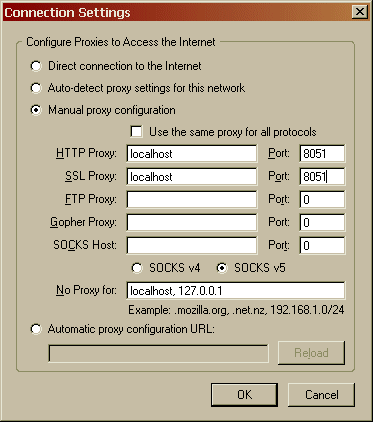 Connection Settings
Configure Proxies to Access the Internet
Direct connection to the Internet
Auto-detect proxy settings for this network
Manual proxy configuration
Use the same proxy for all protocols
HTTP Proxy: localhost Port: 8051
SSL Proxy: localhost Port: 8051
FTP Proxy: Port: 0
Gopher Proxy: Port: 0
SOCKS Host: Port: 0
SOCKS v4 SOCKS v5
No Proxy for: localhost, 127.0.0.1
Example: .mozilla.org, .net.nz, 192.168.1.0/24
Automatic proxy configuration URL:
Reload
OK Cancel